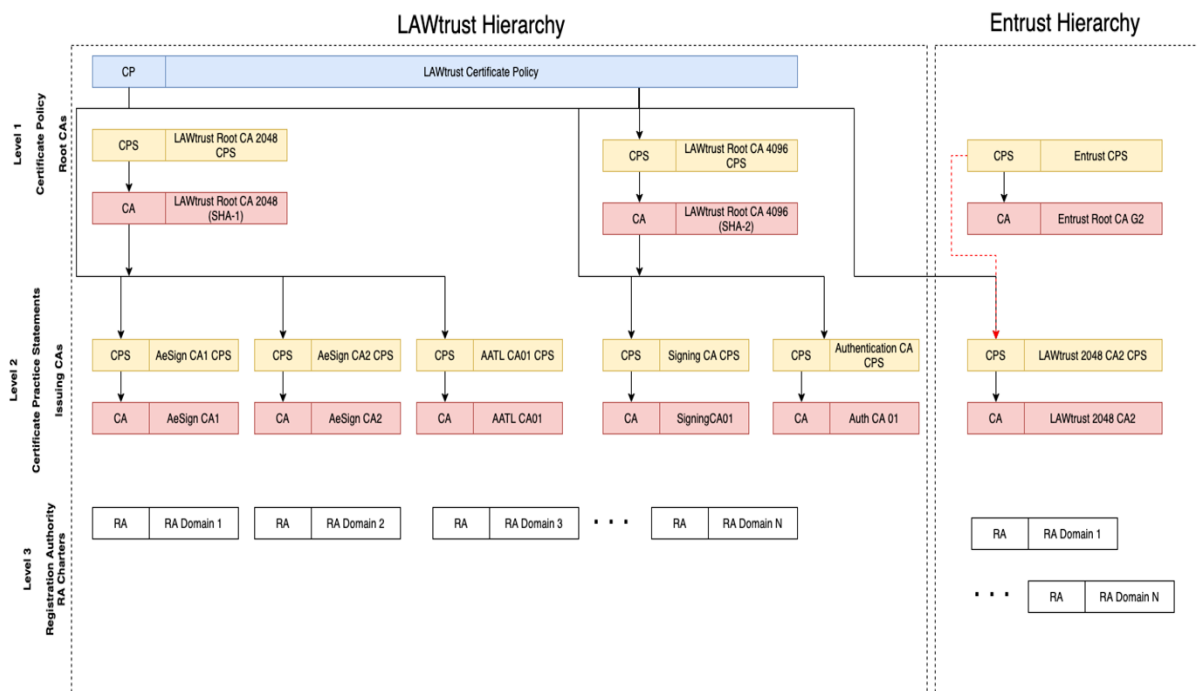 LAWtrust Hierarchy
Entrust Hierarchy
Level 1
Certificate Policy
Root CAs
CP
LAWtrust Certificate Policy
CPS
LAWtrust Root CA 2048
CPS
CA
LAWtrust Root CA 2048
(SHA-1)
CPS
LAWtrust Root CA 4096
CPS
CA
LAWtrust Root CA 4096
(SHA-2)
CPS
Entrust CPS
CA
Entrust Root CA G2
Level 2
Certificate Practice Statements
Issuing CAs
CPS
AeSign CA1 CPS
CA
AeSign CA1
CPS
AeSign CA2 CPS
CA
AeSign CA2
CPS
AATL CA01 CPS
CA
AATL CA01
CPS
Signing CA CPS
CA
SigningCA01
CPS
Authentication CA
CPS
CA
Auth CA 01
CPS
LAWtrust 2048 CA2 CPS
CA
LAWtrust 2048 CA2
Level 3
Registration Authority
RA Charters
RA
RA Domain 1
RA
RA Domain 2
RA
RA Domain 3
. . .
RA
RA Domain N
RA
RA Domain 1
. . .
RA
RA Domain N